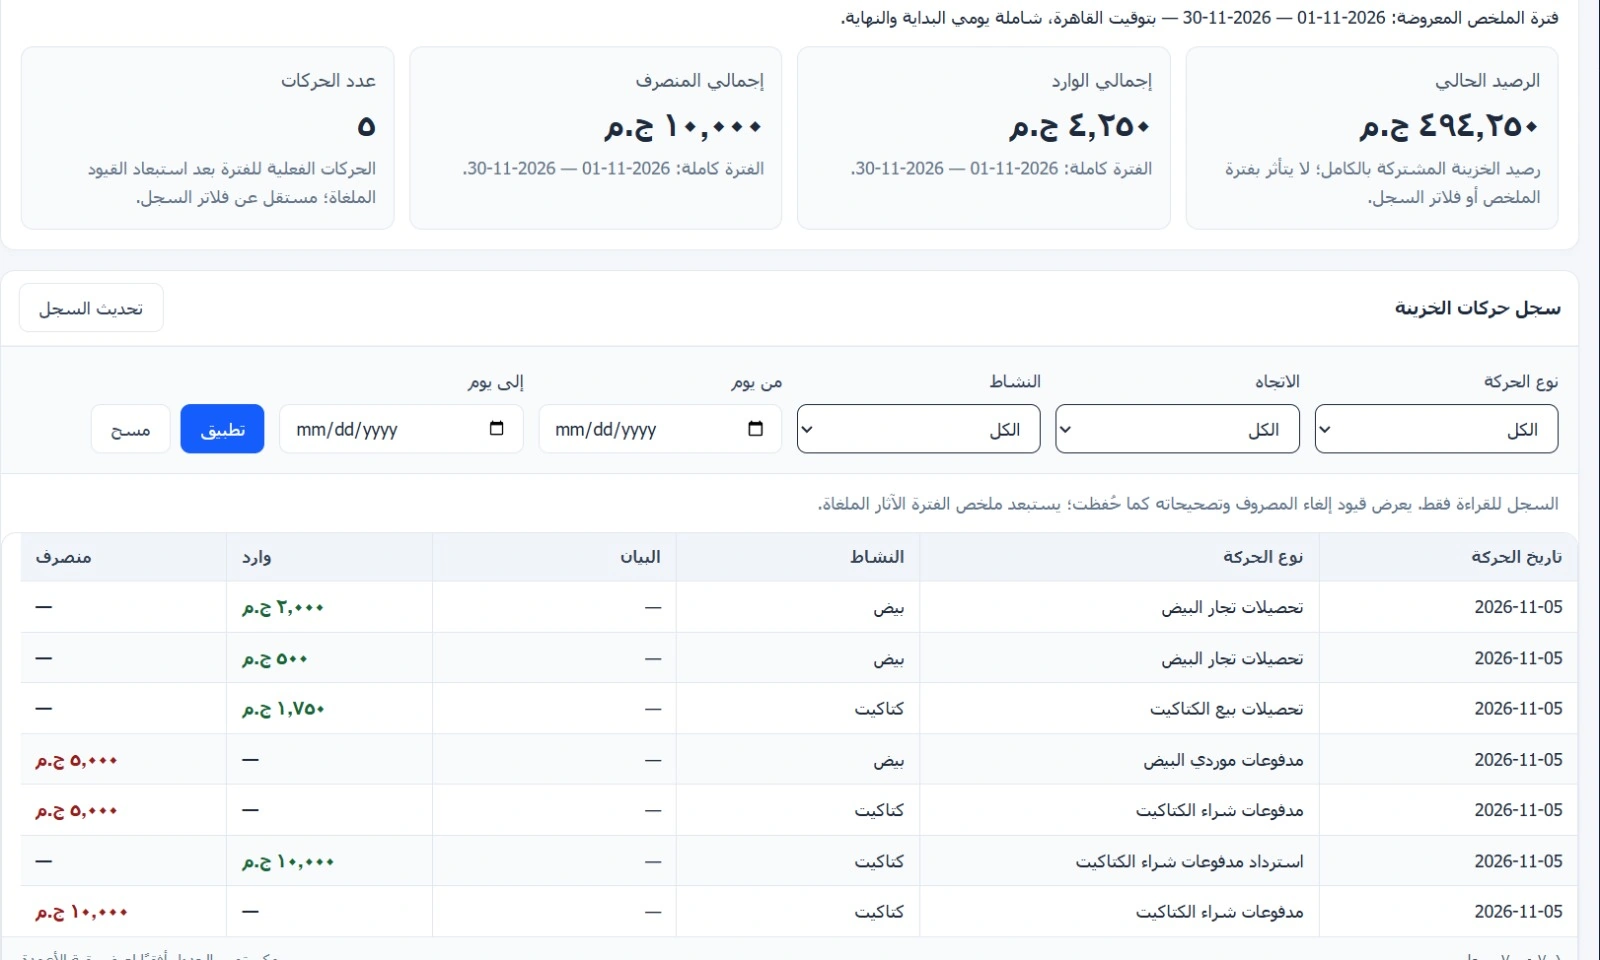 فترة الملخص المعروضة: 2026-11-01 — 2026-11-30 — بتوقيت القاهرة، شاملة يومي البداية والنهاية.
الرصيد الحالي
٤٩٤,٢٥٠ ج.م
رصيد الخزينة المشتركة بالكامل؛ لا يتأثر بفترة
الملخص أو فلاتر السجل.
إجمالي الوارد
٤,٢٥٠ ج.م
الفترة كاملة: 2026-11-01 — 2026-11-30.
إجمالي المنصرف
١٠,٠٠٠ ج.م
الفترة كاملة: 2026-11-01 — 2026-11-30.
عدد الحركات
٥
الحركات الفعلية للفترة بعد استبعاد القيود
الملغاة؛ مستقل عن فلاتر السجل.
سجل حركات الخزينة
تحديث السجل
نوع الحركة الاتجاه النشاط من يوم إلى يوم
الكل الكل الكل mm/dd/yyyy mm/dd/yyyy تطبيق مسح
السجل للقراءة فقط. يعرض قيود إلغاء المصروف وتصحيحاته كما حُفظت؛ يستبعد ملخص الفترة الآثار الملغاة.
تاريخ الحركة نوع الحركة النشاط البيان وارد منصرف
2026-11-05 تحصيلات تجار البيض بيض — ٢,٠٠٠ ج.م —
2026-11-05 تحصيلات تجار البيض بيض — ٥٠٠ ج.م —
2026-11-05 تحصيلات بيع الكتاكيت كتاكيت — ١,٧٥٠ ج.م —
2026-11-05 مدفوعات موردي البيض بيض — — ٥,٠٠٠ ج.م
2026-11-05 مدفوعات شراء الكتاكيت كتاكيت — — ٥,٠٠٠ ج.م
2026-11-05 استرداد مدفوعات شراء الكتاكيت كتاكيت — ١٠,٠٠٠ ج.م —
2026-11-05 مدفوعات شراء الكتاكيت كتاكيت — — ١٠,٠٠٠ ج.م